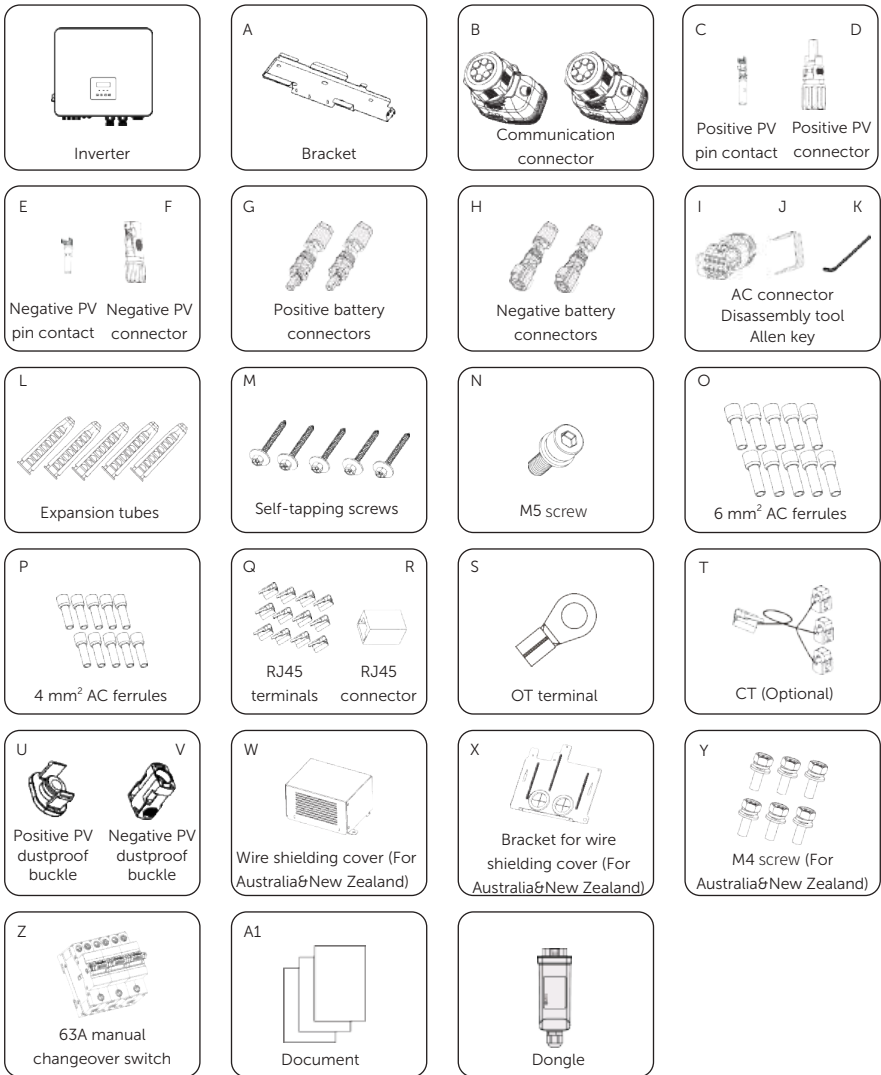 Inverter
A
Bracket
B
Communication
connector
C
D
Positive PV
pin contact
Positive PV
connector
E
F
Negative PV
pin contact
Negative PV
connector
G
Positive battery
connectors
H
Negative battery
connectors
I
J
K
AC connector
Disassembly tool
Allen key
L
Expansion tubes
M
Self-tapping screws
N
M5 screw
O
6 mm² AC ferrules
P
4 mm² AC ferrules
Q
R
RJ45
terminals
RJ45
connector
S
OT terminal
T
CT (Optional)
U
V
Positive PV
dustproof
buckle
Negative PV
dustproof
buckle
W
Wire shielding cover (For
Australia&New Zealand)
X
Bracket for wire
shielding cover (For
Australia&New Zealand)
Y
M4 screw (For
Australia&New Zealand)
Z
63A manual
changeover switch
A1
Document
Dongle